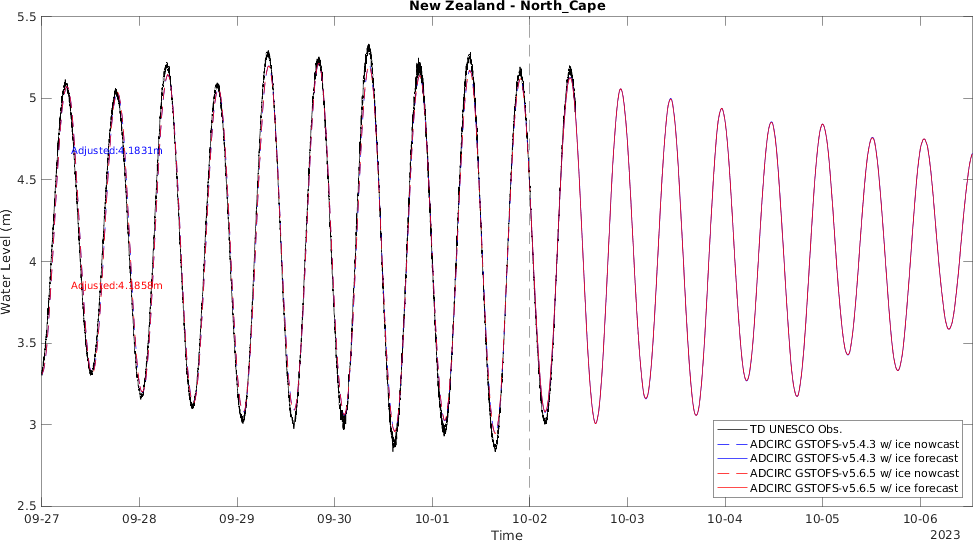 New Zealand - North_Cape
5.5
5
4.5
4
3.5
3
2.5
Water Level (m)
Adjusted:4.1831m
Adjusted:4.1858m
TD UNESCO Obs.
ADCIRC GSTOFS-v5.4.3 w/ ice nowcast
ADCIRC GSTOFS-v5.4.3 w/ ice forecast
ADCIRC GSTOFS-v5.6.5 w/ ice nowcast
ADCIRC GSTOFS-v5.6.5 w/ ice forecast
09-27 09-28 09-29 09-30 10-01 10-02 10-03 10-04 10-05 10-06
Time
2023